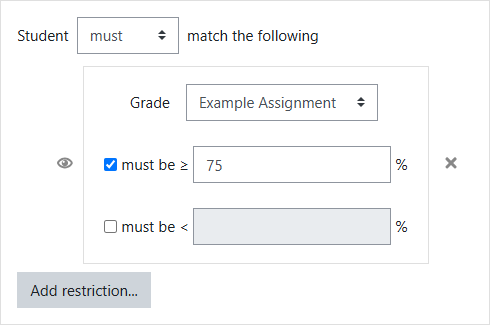 Student must match the following
Grade Example Assignment
must be ≥ 75 %
must be < %
Add restriction...